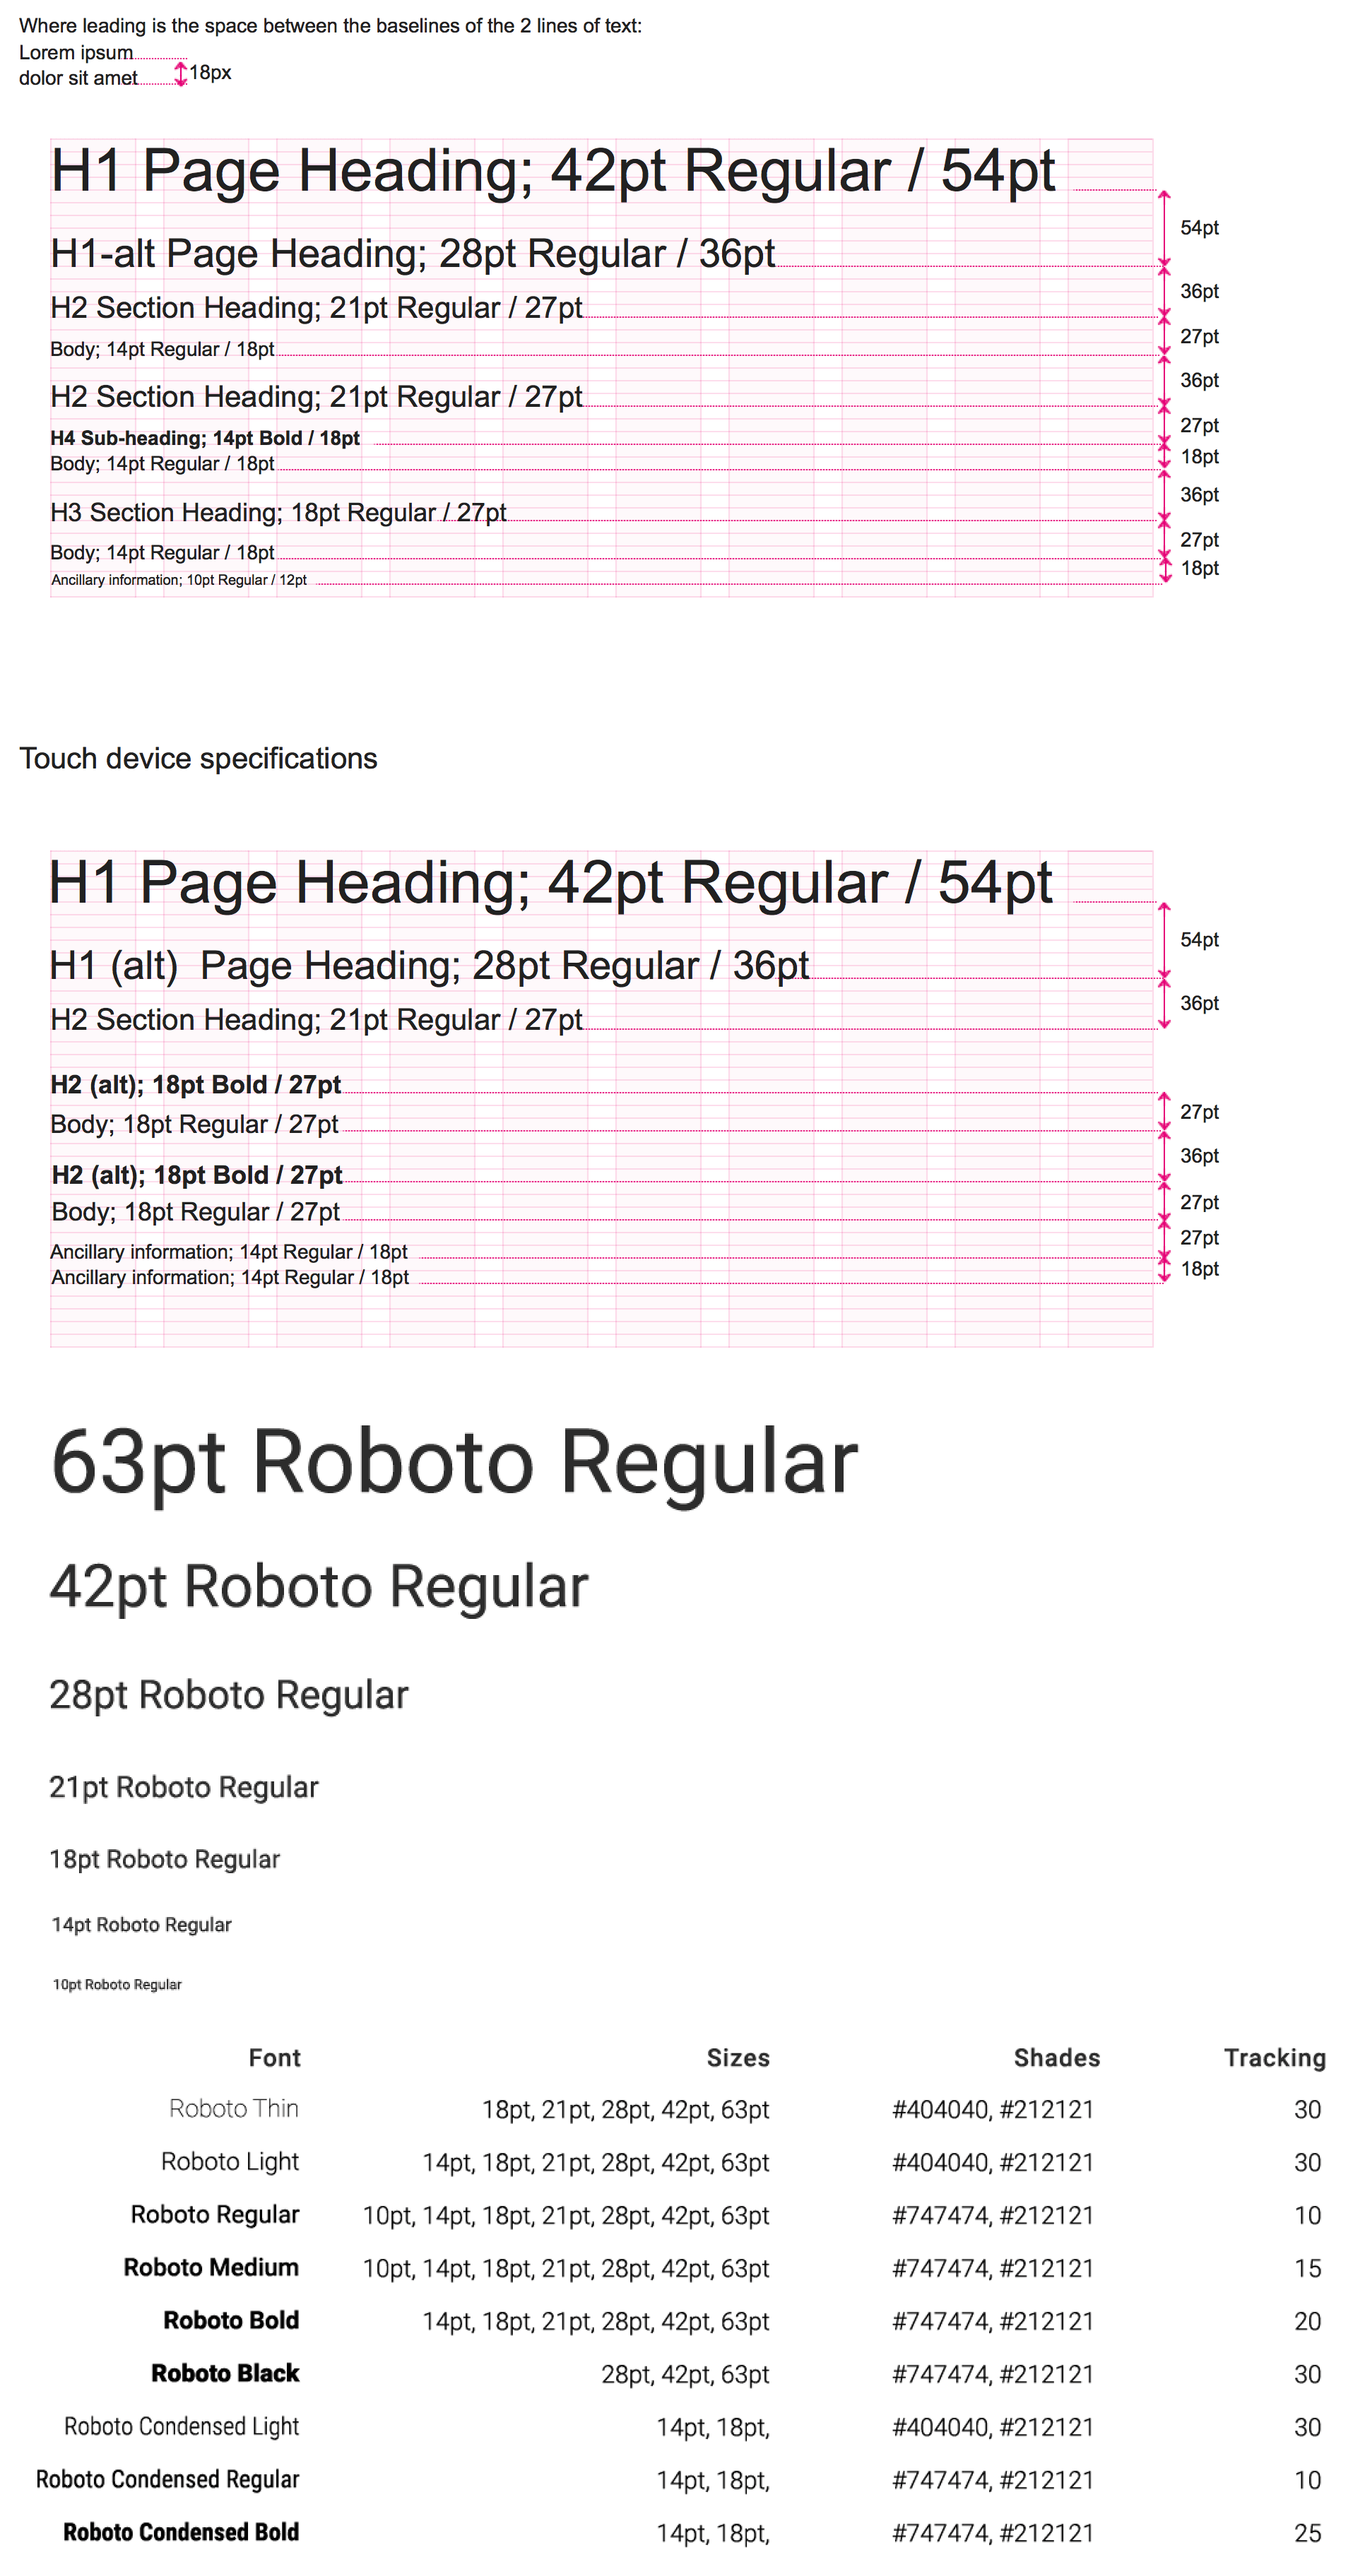 Where leading is the space between the baselines of the 2 lines of text:
Lorem ipsum
dolor sit amet 18px
H1 Page Heading; 42pt Regular / 54pt
54pt
H1-alt Page Heading; 28pt Regular / 36pt
36pt
H2 Section Heading; 21pt Regular / 27pt
27pt
Body; 14pt Regular / 18pt
36pt
H2 Section Heading; 21pt Regular / 27pt
27pt
H4 Sub-heading; 14pt Bold / 18pt
18pt
Body; 14pt Regular / 18pt
36pt
H3 Section Heading; 18pt Regular / 27pt
27pt
Body; 14pt Regular / 18pt
18pt
Ancillary information; 10pt Regular / 12pt
Touch device specifications
H1 Page Heading; 42pt Regular / 54pt
54pt
H1 (alt) Page Heading; 28pt Regular / 36pt
36pt
H2 Section Heading; 21pt Regular / 27pt
H2 (alt); 18pt Bold / 27pt
27pt
Body; 18pt Regular / 27pt
36pt
H2 (alt); 18pt Bold / 27pt
27pt
Body; 18pt Regular / 27pt
27pt
Ancillary information; 14pt Regular / 18pt
18pt
Ancillary information; 14pt Regular / 18pt
63pt Roboto Regular
42pt Roboto Regular
28pt Roboto Regular
21pt Roboto Regular
18pt Roboto Regular
14pt Roboto Regular
10pt Roboto Regular
Font Sizes Shades Tracking
Roboto Thin 18pt, 21pt, 28pt, 42pt, 63pt #404040, #212121 30
Roboto Light 14pt, 18pt, 21pt, 28pt, 42pt, 63pt #404040, #212121 30
Roboto Regular 10pt, 14pt, 18pt, 21pt, 28pt, 42pt, 63pt #747474, #212121 10
Roboto Medium 10pt, 14pt, 18pt, 21pt, 28pt, 42pt, 63pt #747474, #212121 15
Roboto Bold 14pt, 18pt, 21pt, 28pt, 42pt, 63pt #747474, #212121 20
Roboto Black 28pt, 42pt, 63pt #747474, #212121 30
Roboto Condensed Light 14pt, 18pt, #404040, #212121 30
Roboto Condensed Regular 14pt, 18pt, #747474, #212121 10
Roboto Condensed Bold 14pt, 18pt, #747474, #212121 25